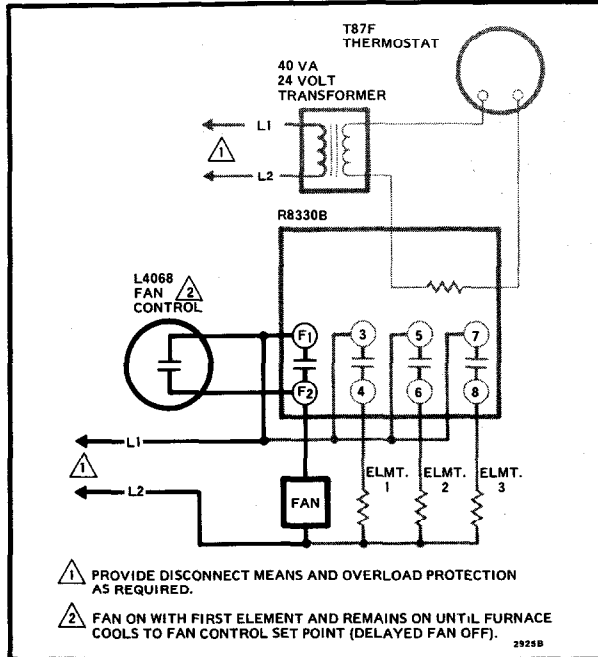 T87F
THERMOSTAT
40 VA
24 VOLT
TRANSFORMER
L1
1
L2
R8330B
L4068
FAN 2
CONTROL
F1 3 5 7
F2 4 6 8
L1
1
L2
FAN
ELMT.
1
ELMT.
2
ELMT.
3
1 PROVIDE DISCONNECT MEANS AND OVERLOAD PROTECTION
AS REQUIRED.
2 FAN ON WITH FIRST ELEMENT AND REMAINS ON UNTIL FURNACE
COOLS TO FAN CONTROL SET POINT (DELAYED FAN OFF).
2925B